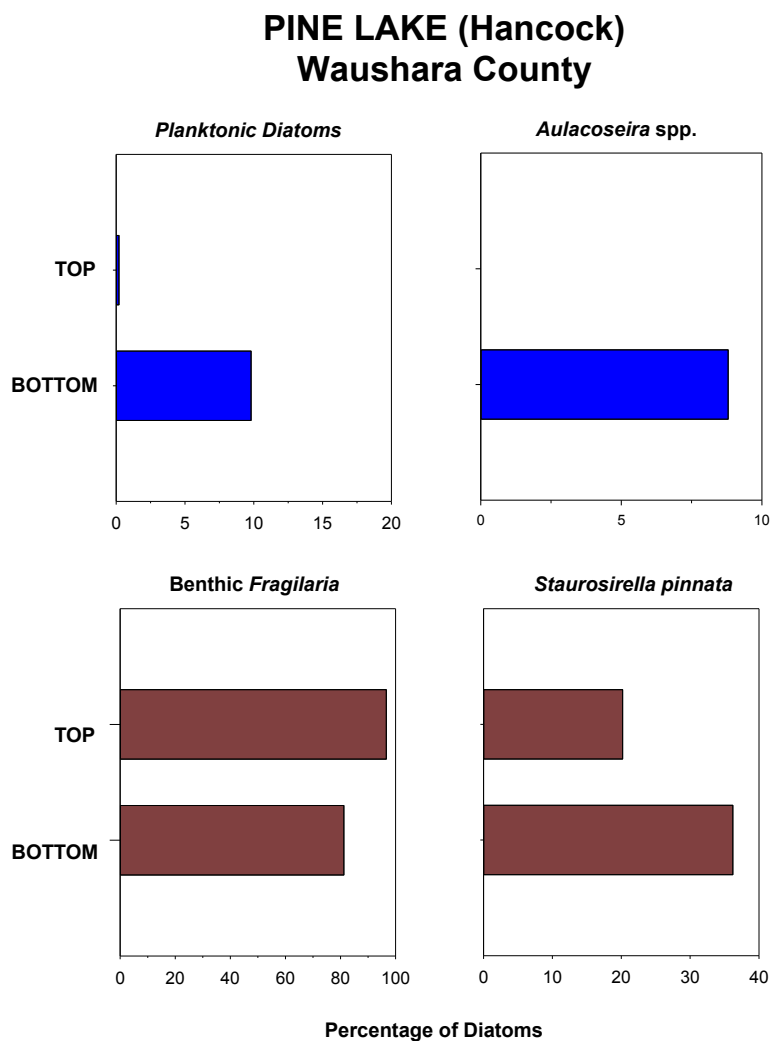 PINE LAKE (Hancock)
Waushara County
Planktonic Diatoms
Aulacoseira spp.
TOP
BOTTOM
0 5 10 15 20
0 5 10
Benthic Fragilaria
Staurosirella pinnata
TOP
BOTTOM
0 20 40 60 80 100
0 10 20 30 40
Percentage of Diatoms